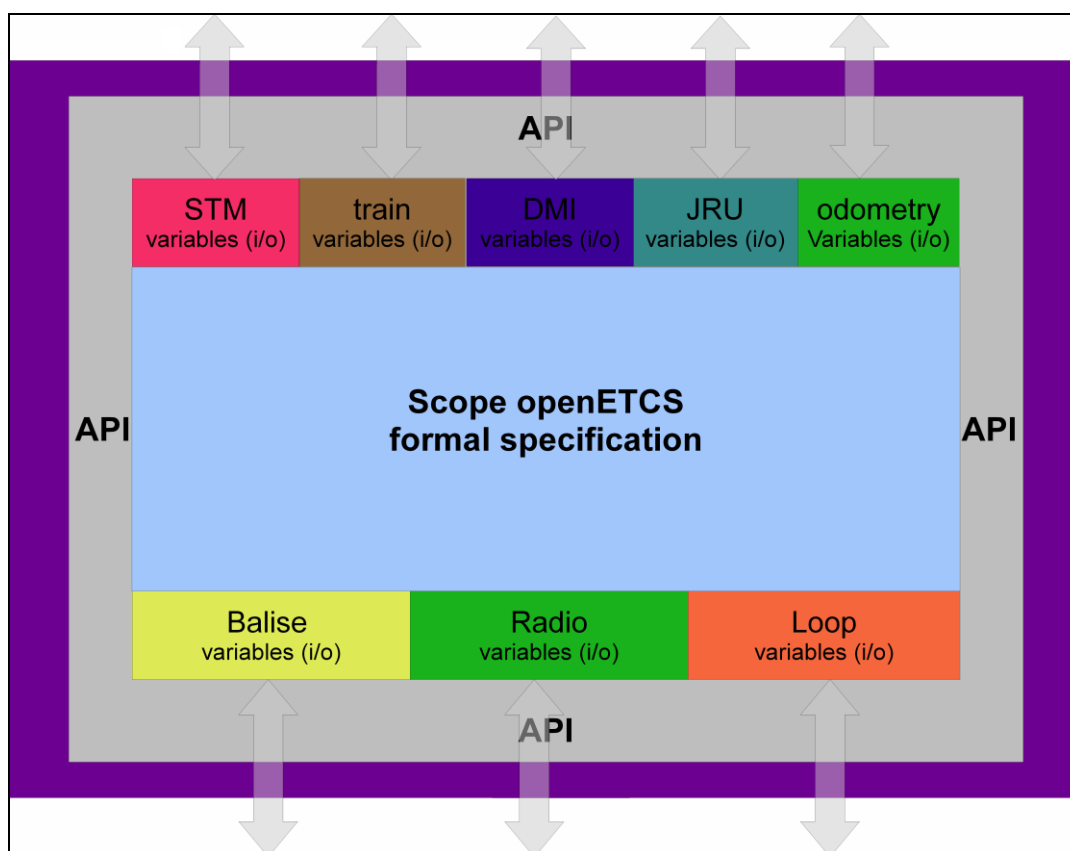 API
STM
variables (i/o)
train
variables (i/o)
DMI
variables (i/o)
JRU
variables (i/o)
odometry
Variables (i/o)
API
Scope openETCS
formal specification
API
Balise
variables (i/o)
Radio
variables (i/o)
Loop
variables (i/o)
API